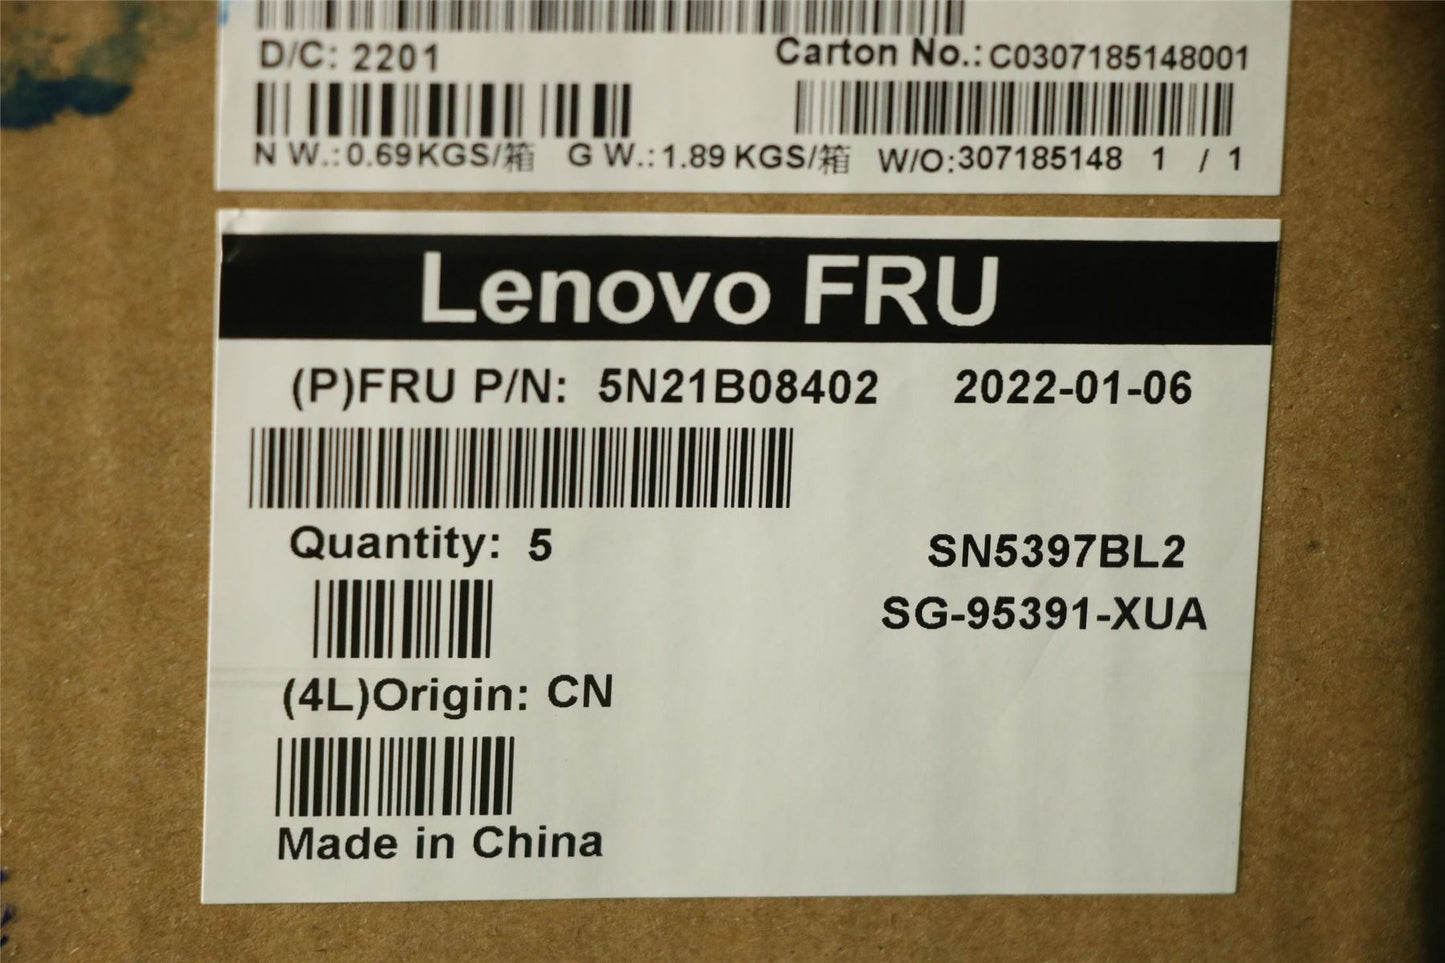 D/C: 2201 Carton No.: C0307185148001
N W.: 0.69 KGS/箱 G W.: 1.89 KGS/箱 W/O: 307185148 1 / 1
Lenovo FRU
(P)FRU P/N: 5N21B08402 2022-01-06
Quantity: 5 SN5397BL2
SG-95391-XUA
(4L)Origin: CN
Made in China